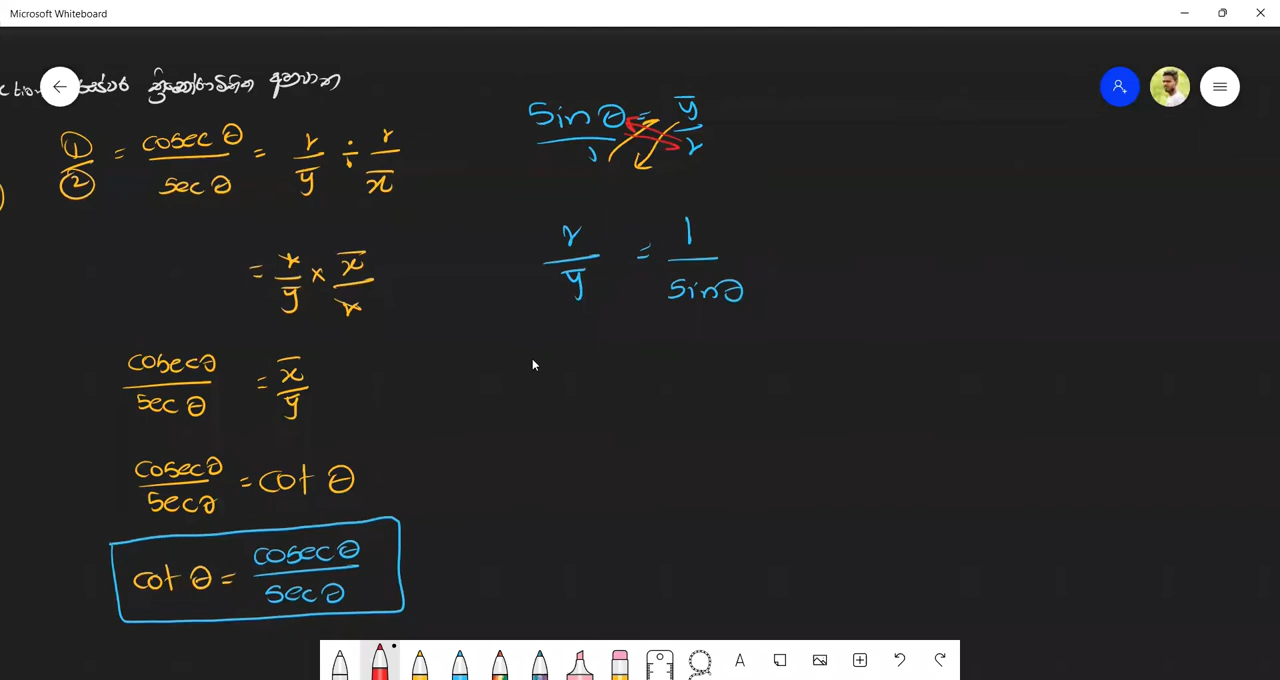 Microsoft Whiteboard
ත්‍රිකෝණමිතික අනුපාත
①/② = cosec θ / sec θ = r/y̅ ÷ r/x̅
= r/y̅ × x̅/r
cosec θ / sec θ = x̅/y̅
cosec θ / sec θ = cot θ
cot θ = cosec θ / sec θ
sin θ / 1 = y̅/r
r/y̅ = 1/sin θ
A